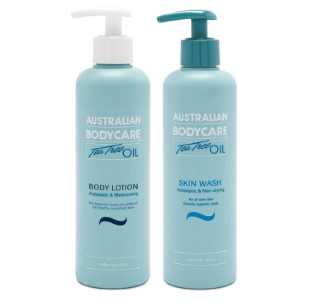 AUSTRALIAN
BODYCARE
Tea Tree OIL
BODY LOTION
Antiseptic & Moisturising
AUSTRALIAN
BODYCARE
Tea Tree OIL
SKIN WASH
Antiseptic & Non-drying